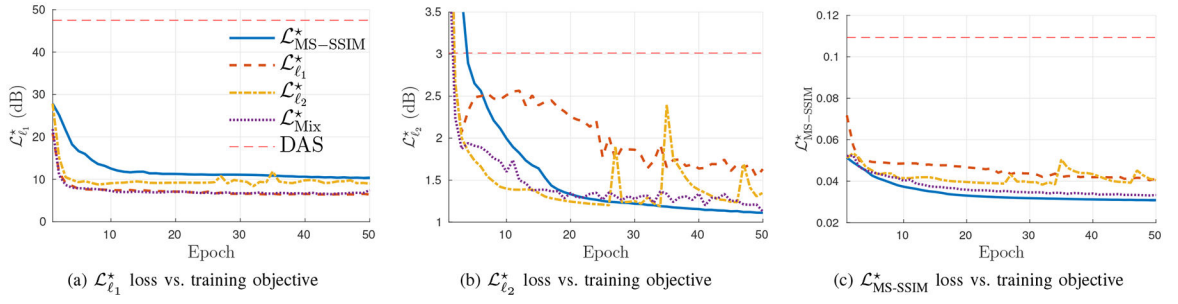 50
40
30
20
10
0
10
20
30
40
50
Epoch
L⋆ℓ1 (dB)
L⋆MS−SSIM
L⋆ℓ1
L⋆ℓ2
L⋆Mix
DAS
(a) L⋆ℓ1 loss vs. training objective
3.5
3
2.5
2
1.5
1
10
20
30
40
50
Epoch
L⋆ℓ2 (dB)
(b) L⋆ℓ2 loss vs. training objective
0.12
0.1
0.08
0.06
0.04
0.02
10
20
30
40
50
Epoch
L⋆MS−SSIM
(c) L⋆MS-SSIM loss vs. training objective